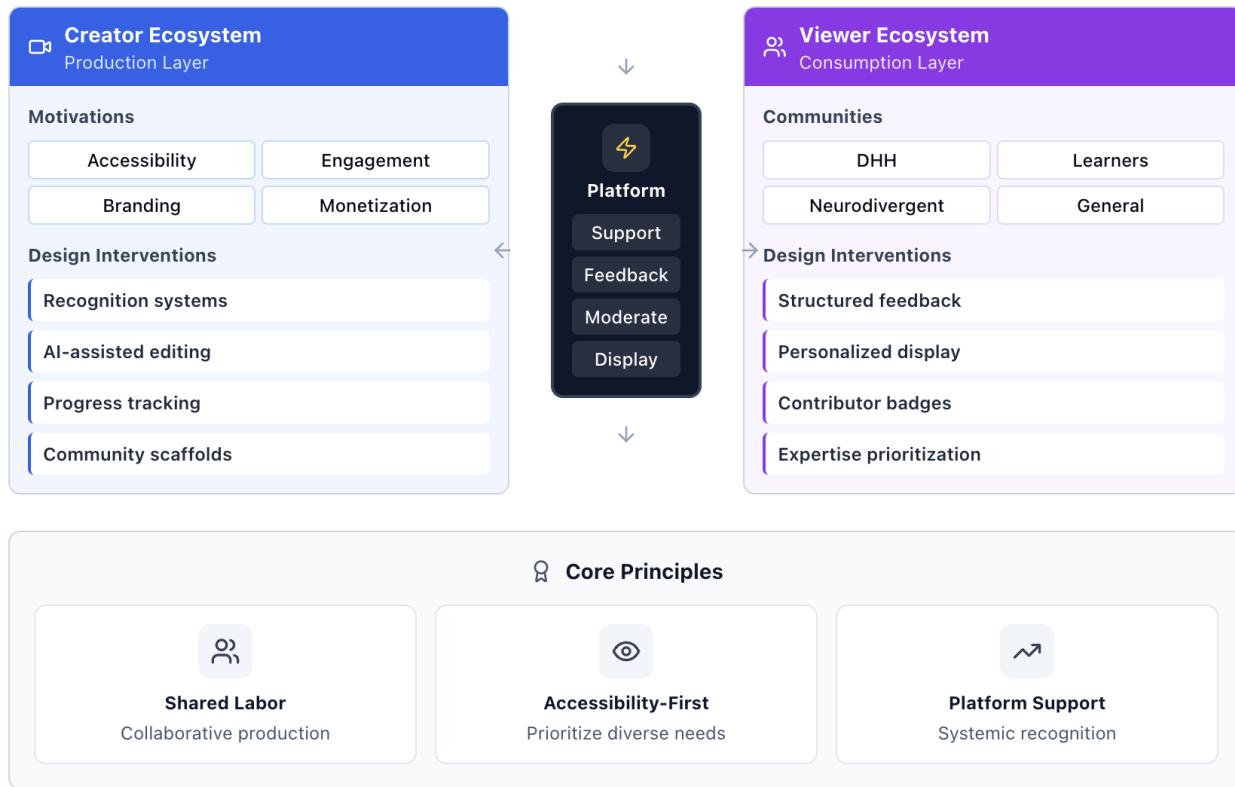 Creator Ecosystem
Production Layer
Motivations
Accessibility
Engagement
Branding
Monetization
Design Interventions
Recognition systems
AI-assisted editing
Progress tracking
Community scaffolds
Platform
Support
Feedback
Moderate
Display
Viewer Ecosystem
Consumption Layer
Communities
DHH
Learners
Neurodivergent
General
Design Interventions
Structured feedback
Personalized display
Contributor badges
Expertise prioritization
Core Principles
Shared Labor
Collaborative production
Accessibility-First
Prioritize diverse needs
Platform Support
Systemic recognition